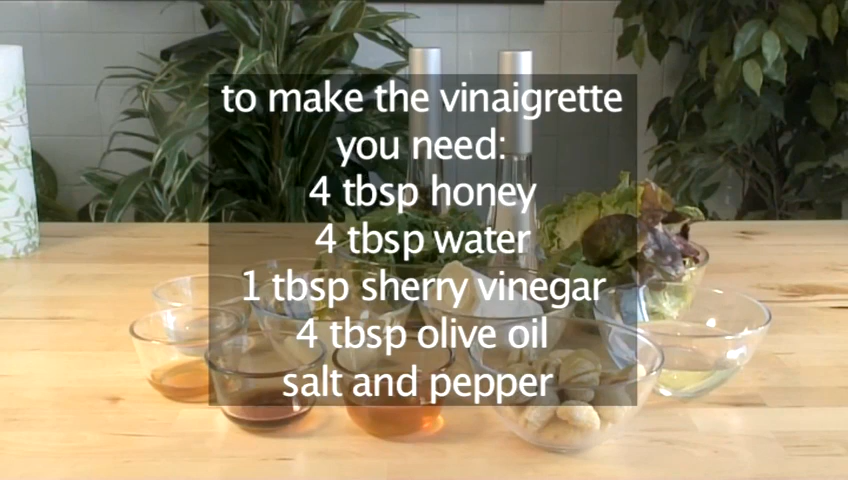 to make the vinaigrette
you need:
4 tbsp honey
4 tbsp water
1 tbsp sherry vinegar
4 tbsp olive oil
salt and pepper